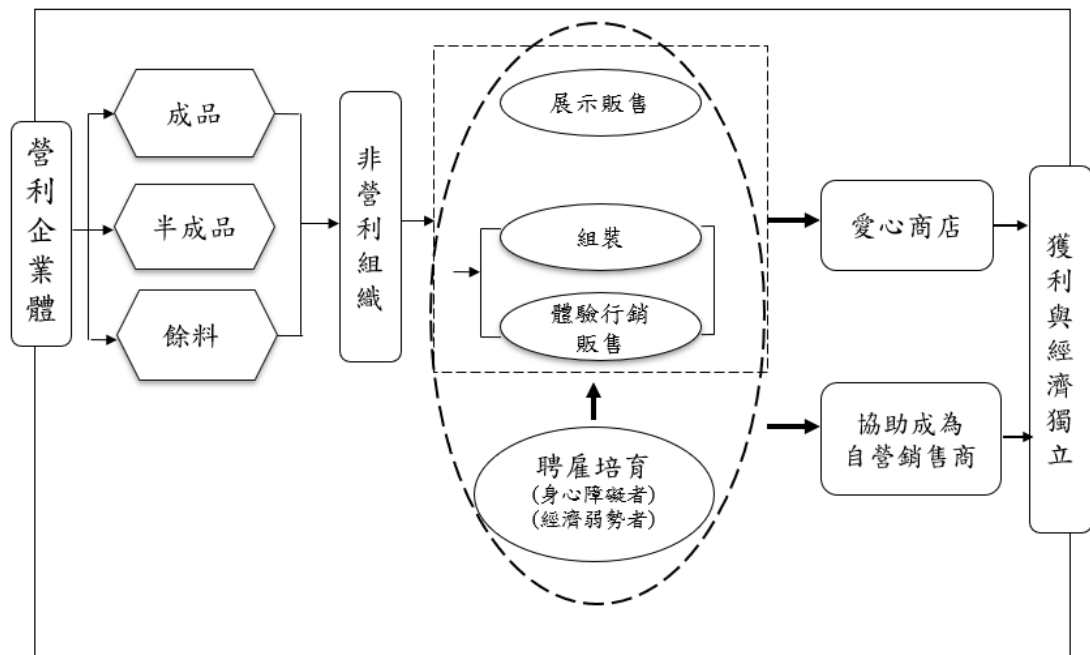 營利企業體
成品
半成品
餘料
非營利組織
展示販售
組裝
體驗行銷
販售
聘雇培育
(身心障礙者)
(經濟弱勢者)
愛心商店
協助成為
自營銷售商
獲利與經濟獨立